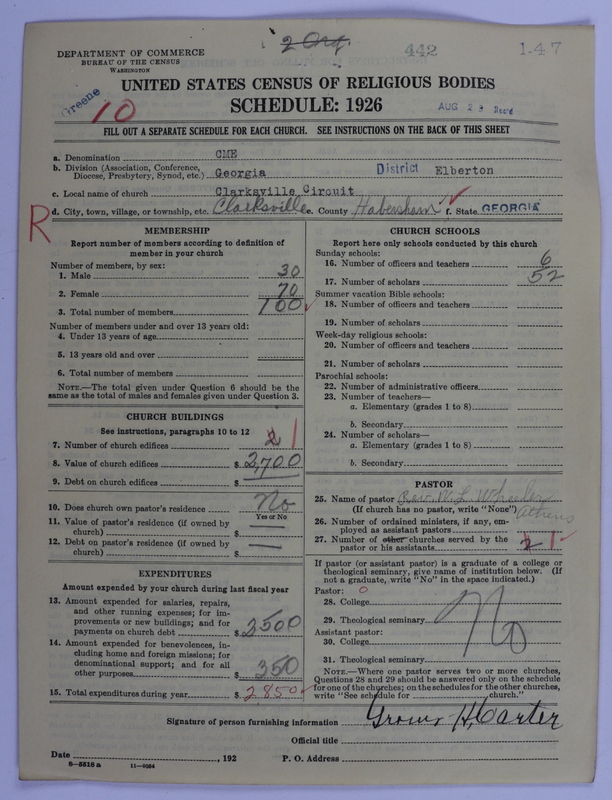 2 Org.
442
147
DEPARTMENT OF COMMERCE
BUREAU OF THE CENSUS
WASHINGTON
UNITED STATES CENSUS OF RELIGIOUS BODIES
Greene
10
SCHEDULE: 1926
AUG 29 Rec'd
FILL OUT A SEPARATE SCHEDULE FOR EACH CHURCH. SEE INSTRUCTIONS ON THE BACK OF THIS SHEET
a. Denomination CME
b. Division (Association, Conference, Diocese, Presbytery, Synod, etc.) Georgia District Elberton
c. Local name of church Clarksville Circuit
d. City, town, village, or township, etc. Clarksville e. County Habersham f. State GEORGIA
R
MEMBERSHIP
Report number of members according to definition of
member in your church
Number of members, by sex:
1. Male 30
2. Female 70
3. Total number of members 100
Number of members under and over 13 years old:
4. Under 13 years of age
5. 13 years old and over
6. Total number of members
NOTE.—The total given under Question 6 should be the
same as the total of males and females given under Question 3.
CHURCH BUILDINGS
See instructions, paragraphs 10 to 12
7. Number of church edifices 2 1
8. Value of church edifices $ 2,700
9. Debt on church edifices $
10. Does church own pastor's residence No
Yes or No
11. Value of pastor's residence (if owned by
church) $
12. Debt on pastor's residence (if owned by
church) $
EXPENDITURES
Amount expended by your church during last fiscal year
13. Amount expended for salaries, repairs,
and other running expenses; for im-
provements or new buildings; and for
payments on church debt $ 2500
14. Amount expended for benevolences, in-
cluding home and foreign missions; for
denominational support; and for all
other purposes $ 350
15. Total expenditures during year $ 2850
CHURCH SCHOOLS
Report here only schools conducted by this church
Sunday schools:
16. Number of officers and teachers 6
17. Number of scholars 52
Summer vacation Bible schools:
18. Number of officers and teachers
19. Number of scholars
Week-day religious schools:
20. Number of officers and teachers
21. Number of scholars
Parochial schools:
22. Number of administrative officers
23. Number of teachers—
a. Elementary (grades 1 to 8)
b. Secondary
24. Number of scholars—
a. Elementary (grades 1 to 8)
b. Secondary
PASTOR
25. Name of pastor Rev. W. L. Wheeler
(If church has no pastor, write "None") Athens
26. Number of ordained ministers, if any, em-
ployed as assistant pastors
27. Number of other churches served by the
pastor or his assistants 2 1
If pastor (or assistant pastor) is a graduate of a college or
theological seminary, give name of institution below. (If
not a graduate, write "No" in the space indicated.)
Pastor: 0
28. College
29. Theological seminary No
Assistant pastor:
30. College
31. Theological seminary
NOTE.—Where one pastor serves two or more churches,
Questions 28 and 29 should be answered only on the schedule
for one of the churches; on the schedules for the other churches,
write "See schedule for church."
Signature of person furnishing information H. Carter
Official title
Date , 192 P. O. Address
8—5518 a 11—9064